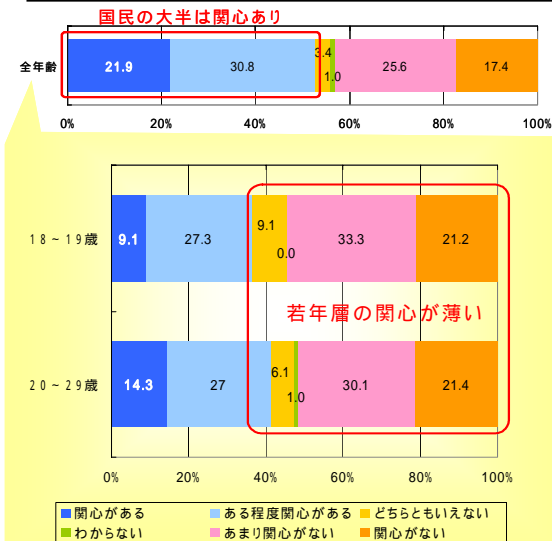 国民の大半は関心あり
全年齢
21.9 30.8 3.4 1.0 25.6 17.4
0% 20% 40% 60% 80% 100%
18~19歳
9.1 27.3 9.1 0.0 33.3 21.2
若年層の関心が薄い
20~29歳
14.3 27 6.1 1.0 30.1 21.4
0% 20% 40% 60% 80% 100%
関心がある ある程度関心がある どちらともいえない
わからない あまり関心がない 関心がない